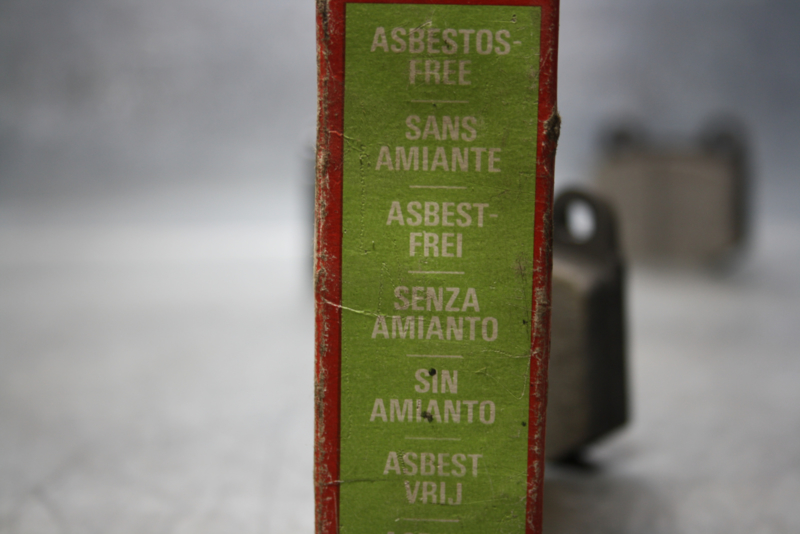 ASBESTOS-
FREE
SANS
AMIANTE
ASBEST-
FREI
SENZA
AMIANTO
SIN
AMIANTO
ASBEST
VRIJ